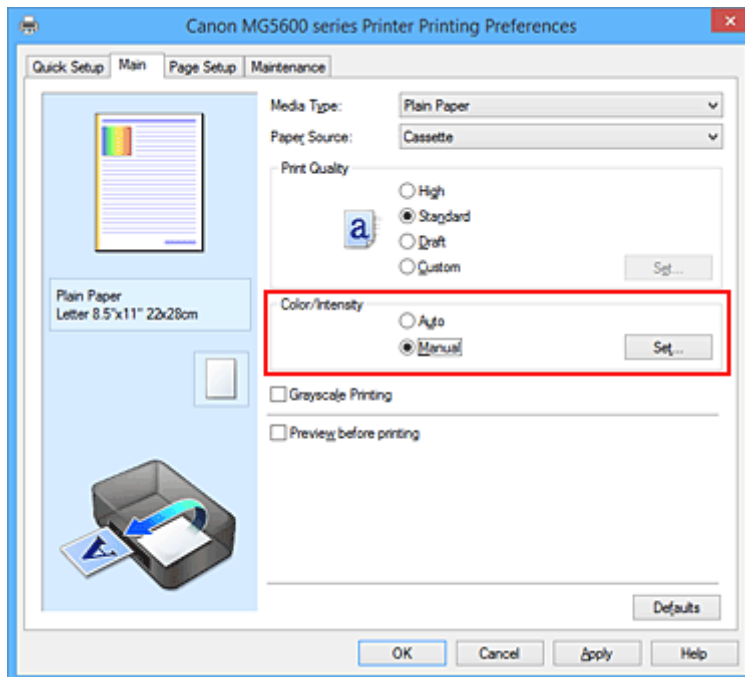 Canon MG5600 series Printer Printing Preferences
Quick Setup Main Page Setup Maintenance
Media Type: Plain Paper
Paper Source: Cassette
Print Quality
High
Standard
Draft
Custom Set...
Plain Paper
Letter 8.5"x11" 22x28cm
Color/Intensity
Auto
Manual Set...
Grayscale Printing
Preview before printing
Defaults
OK Cancel Apply Help